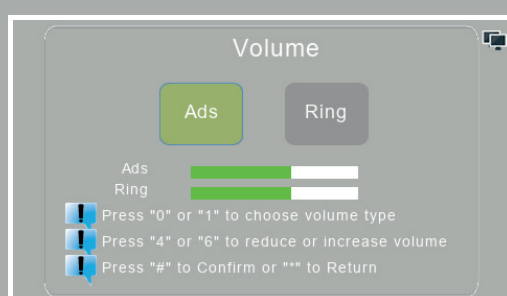 Volume
Ads Ring
Ads
Ring
Press "0" or "1" to choose volume type
Press "4" or "6" to reduce or increase volume
Press "#" to Confirm or "*" to Return